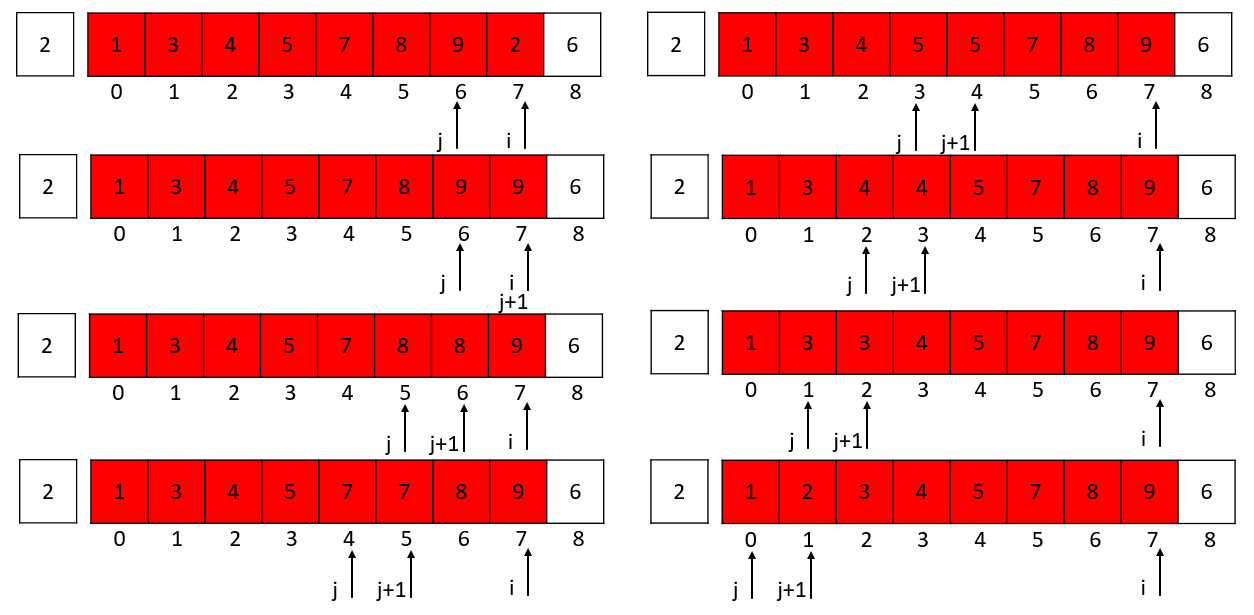 2 1 3 4 5 7 8 9 2 6
0 1 2 3 4 5 6 7 8
j i
2 1 3 4 5 7 8 9 9 6
0 1 2 3 4 5 6 7 8
j i
j+1
2 1 3 4 5 7 8 8 9 6
0 1 2 3 4 5 6 7 8
j j+1 i
2 1 3 4 5 7 7 8 9 6
0 1 2 3 4 5 6 7 8
j j+1 i
2 1 3 4 5 5 7 8 9 6
0 1 2 3 4 5 6 7 8
j j+1 i
2 1 3 4 4 5 7 8 9 6
0 1 2 3 4 5 6 7 8
j j+1 i
2 1 3 3 4 5 7 8 9 6
0 1 2 3 4 5 6 7 8
j j+1 i
2 1 2 3 4 5 7 8 9 6
0 1 2 3 4 5 6 7 8
j j+1 i